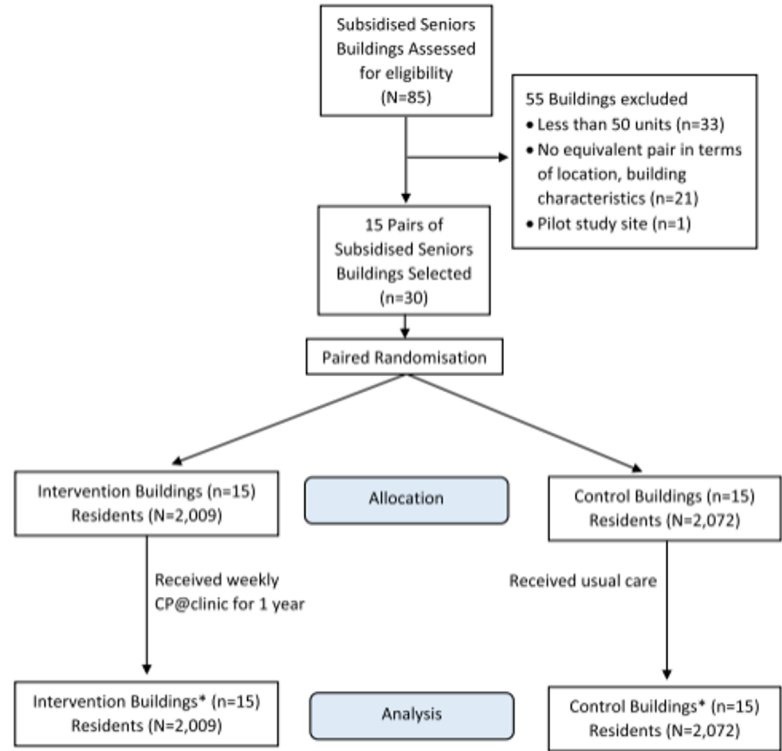 Subsidised Seniors
Buildings Assessed
for eligibility
(N=85)
55 Buildings excluded
• Less than 50 units (n=33)
• No equivalent pair in terms
of location, building
characteristics (n=21)
• Pilot study site (n=1)
15 Pairs of
Subsidised Seniors
Buildings Selected
(n=30)
Paired Randomisation
Intervention Buildings (n=15)
Residents (N=2,009)
Allocation
Control Buildings (n=15)
Residents (N=2,072)
Received weekly
CP@clinic for 1 year
Received usual care
Intervention Buildings* (n=15)
Residents (N=2,009)
Analysis
Control Buildings* (n=15)
Residents (N=2,072)